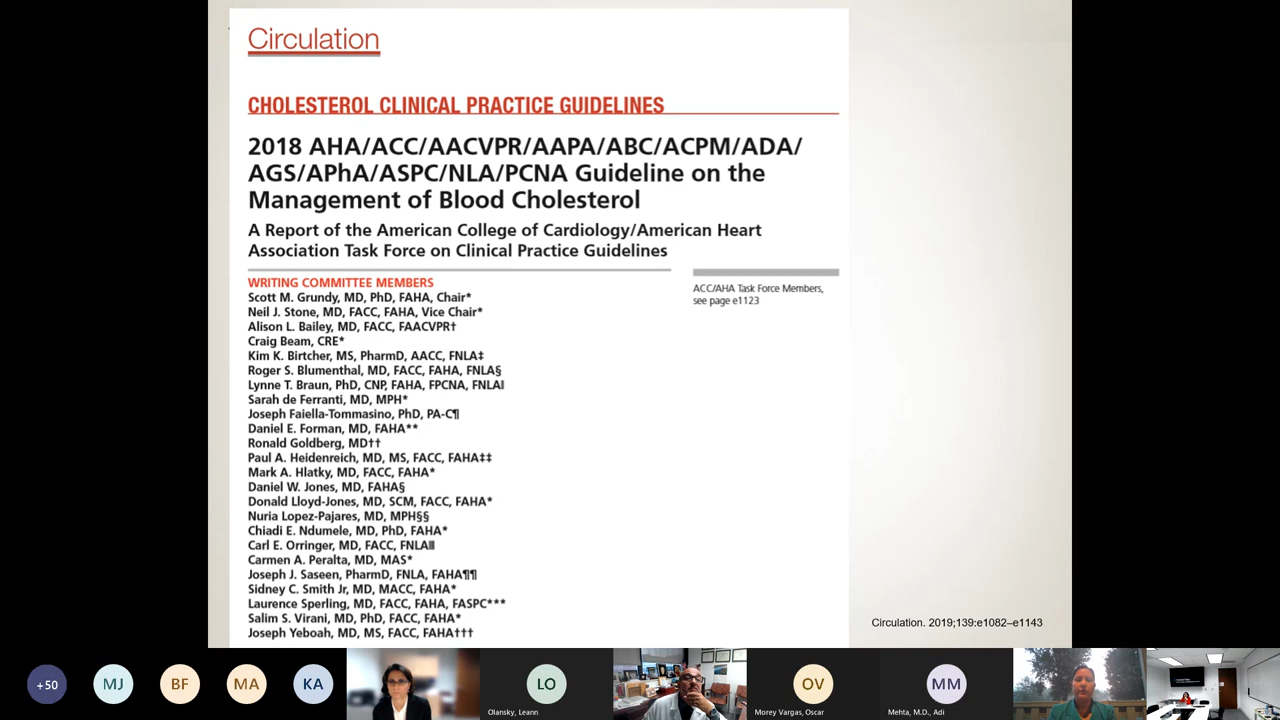 Circulation
CHOLESTEROL CLINICAL PRACTICE GUIDELINES
2018 AHA/ACC/AACVPR/AAPA/ABC/ACPM/ADA/
AGS/APhA/ASPC/NLA/PCNA Guideline on the
Management of Blood Cholesterol
A Report of the American College of Cardiology/American Heart
Association Task Force on Clinical Practice Guidelines
WRITING COMMITTEE MEMBERS
Scott M. Grundy, MD, PhD, FAHA, Chair*
Neil J. Stone, MD, FACC, FAHA, Vice Chair*
Alison L. Bailey, MD, FACC, FAACVPR†
Craig Beam, CRE*
Kim K. Birtcher, MS, PharmD, AACC, FNLA‡
Roger S. Blumenthal, MD, FACC, FAHA, FNLA§
Lynne T. Braun, PhD, CNP, FAHA, FPCNA, FNLA‖
Sarah de Ferranti, MD, MPH*
Joseph Faiella-Tommasino, PhD, PA-C¶
Daniel E. Forman, MD, FAHA**
Ronald Goldberg, MD††
Paul A. Heidenreich, MD, MS, FACC, FAHA‡‡
Mark A. Hlatky, MD, FACC, FAHA*
Daniel W. Jones, MD, FAHA§
Donald Lloyd-Jones, MD, SCM, FACC, FAHA*
Nuria Lopez-Pajares, MD, MPH§§
Chiadi E. Ndumele, MD, PhD, FAHA*
Carl E. Orringer, MD, FACC, FNLA‖‖
Carmen A. Peralta, MD, MAS*
Joseph J. Saseen, PharmD, FNLA, FAHA¶¶
Sidney C. Smith Jr, MD, MACC, FAHA*
Laurence Sperling, MD, FACC, FAHA, FASPC***
Salim S. Virani, MD, PhD, FACC, FAHA*
Joseph Yeboah, MD, MS, FACC, FAHA†††
ACC/AHA Task Force Members,
see page e1123
Circulation. 2019;139:e1082–e1143
+50
MJ
BF
MA
KA
LO
Olansky, Leann
OV
Morey Vargas, Oscar
MM
Mehta, M.D., Adi